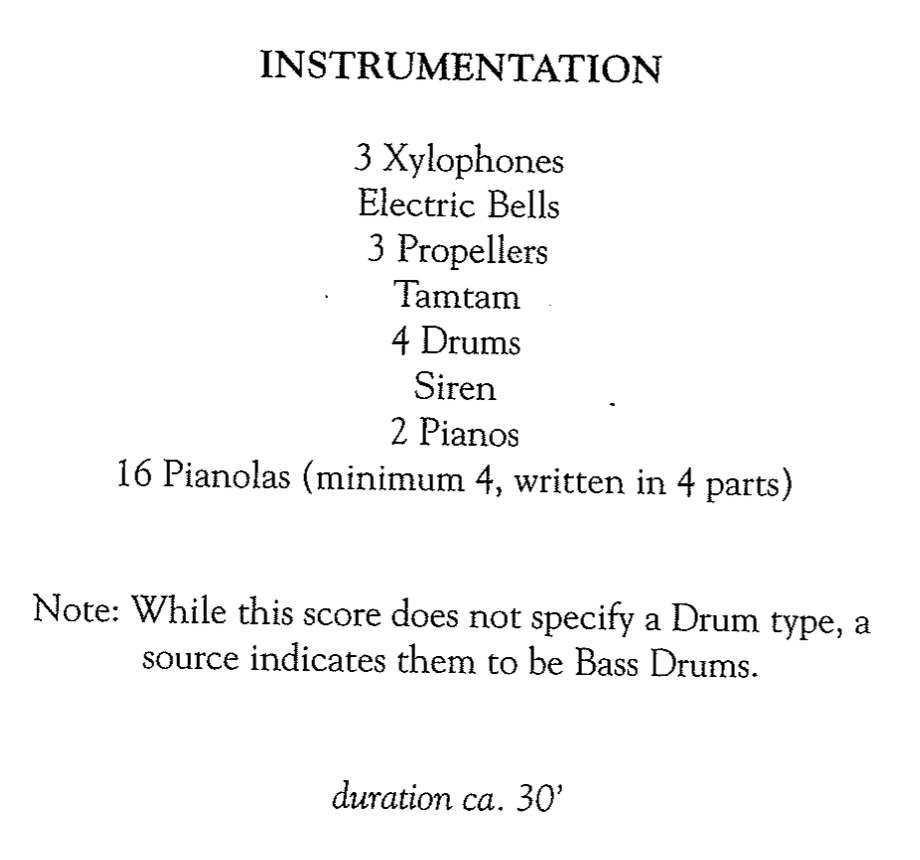 INSTRUMENTATION
3 Xylophones
Electric Bells
3 Propellers
Tamtam
4 Drums
Siren
2 Pianos
16 Pianolas (minimum 4, written in 4 parts)
Note: While this score does not specify a Drum type, a
source indicates them to be Bass Drums.
duration ca. 30’